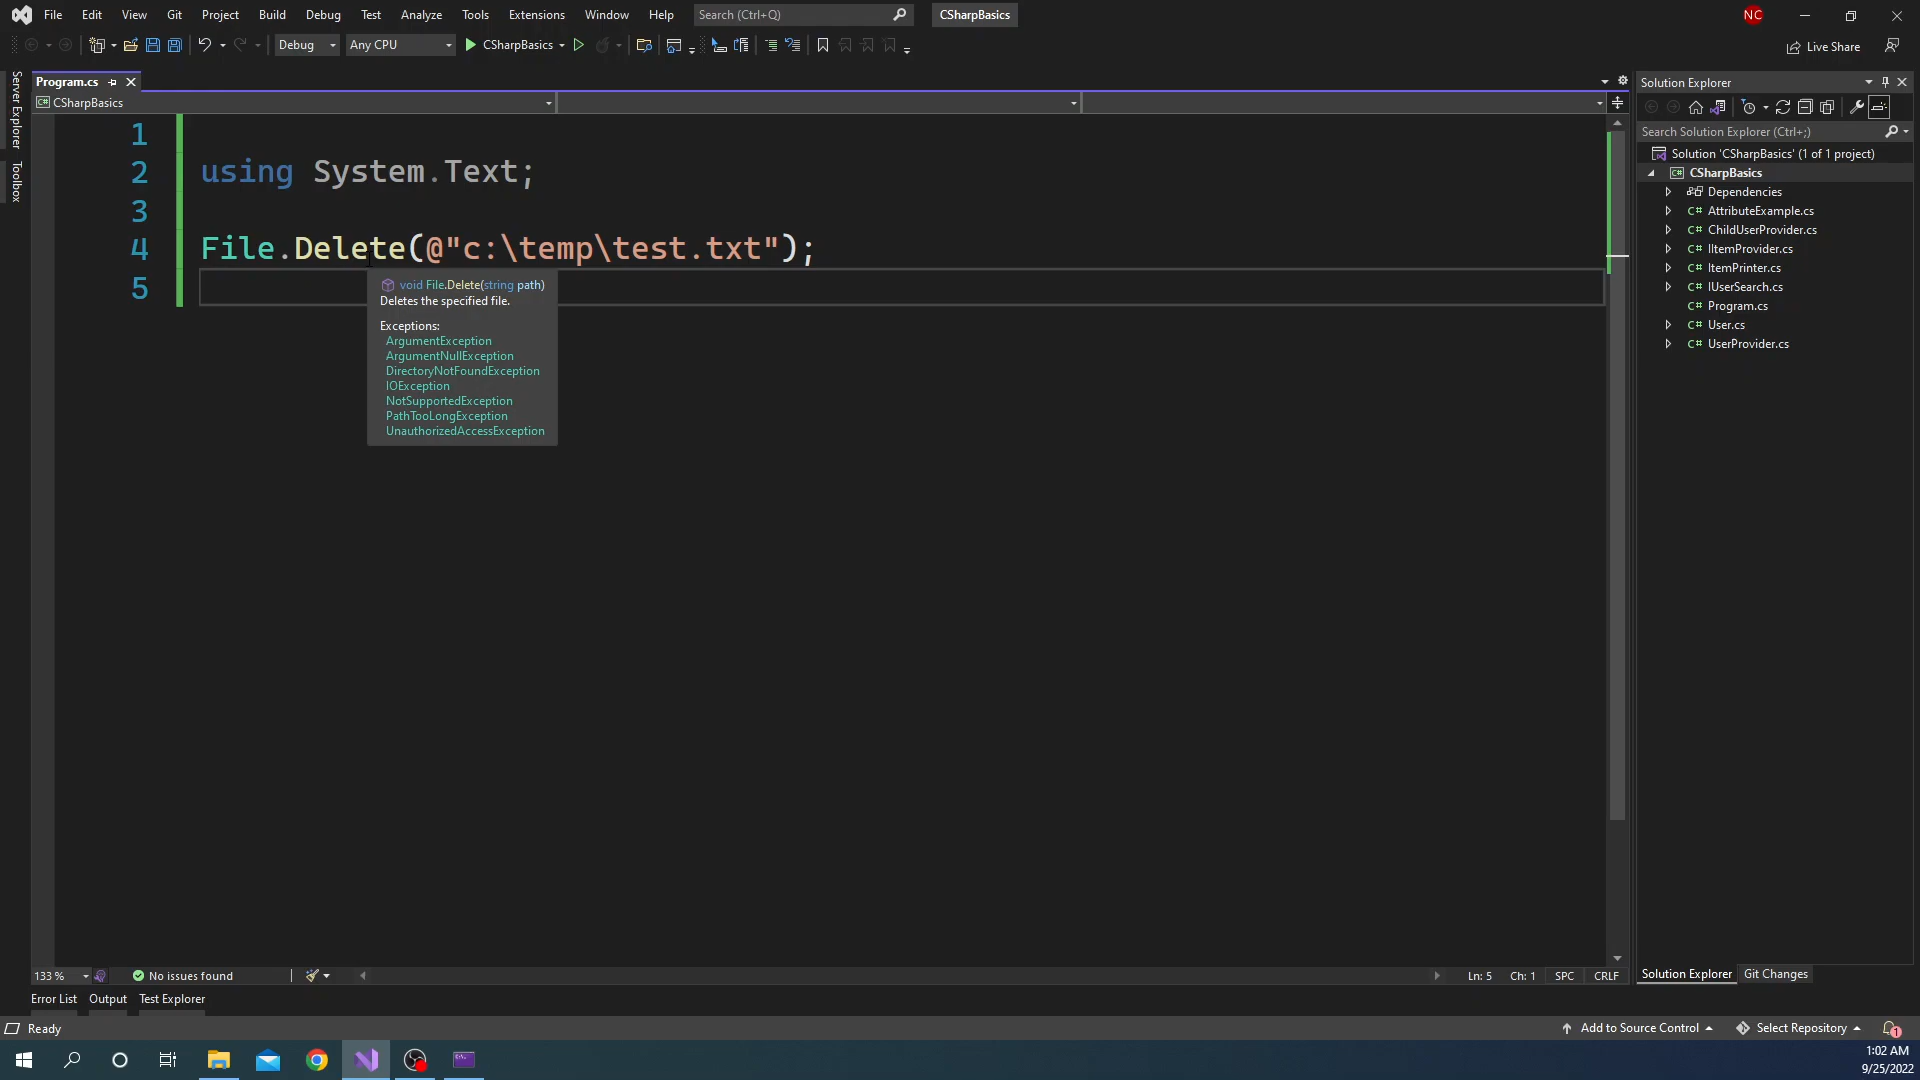 File Edit View Git Project Build Debug Test Analyze Tools Extensions Window Help Search (Ctrl+Q) CSharpBasics NC
Debug Any CPU CSharpBasics Live Share
Server Explorer
Toolbox
Program.cs
CSharpBasics
1
2 using System.Text;
3
4 File.Delete(@"c:\temp\test.txt");
5
void File.Delete(string path)
Deletes the specified file.
Exceptions:
ArgumentException
ArgumentNullException
DirectoryNotFoundException
IOException
NotSupportedException
PathTooLongException
UnauthorizedAccessException
Solution Explorer
Search Solution Explorer (Ctrl+;)
Solution 'CSharpBasics' (1 of 1 project)
C# CSharpBasics
Dependencies
C# AttributeExample.cs
C# ChildUserProvider.cs
C# IItemProvider.cs
C# ItemPrinter.cs
C# IUserSearch.cs
C# Program.cs
C# User.cs
C# UserProvider.cs
Solution Explorer Git Changes
133 % No issues found Ln: 5 Ch: 1 SPC CRLF
Error List Output Test Explorer
Ready Add to Source Control Select Repository 1
1:02 AM
9/25/2022